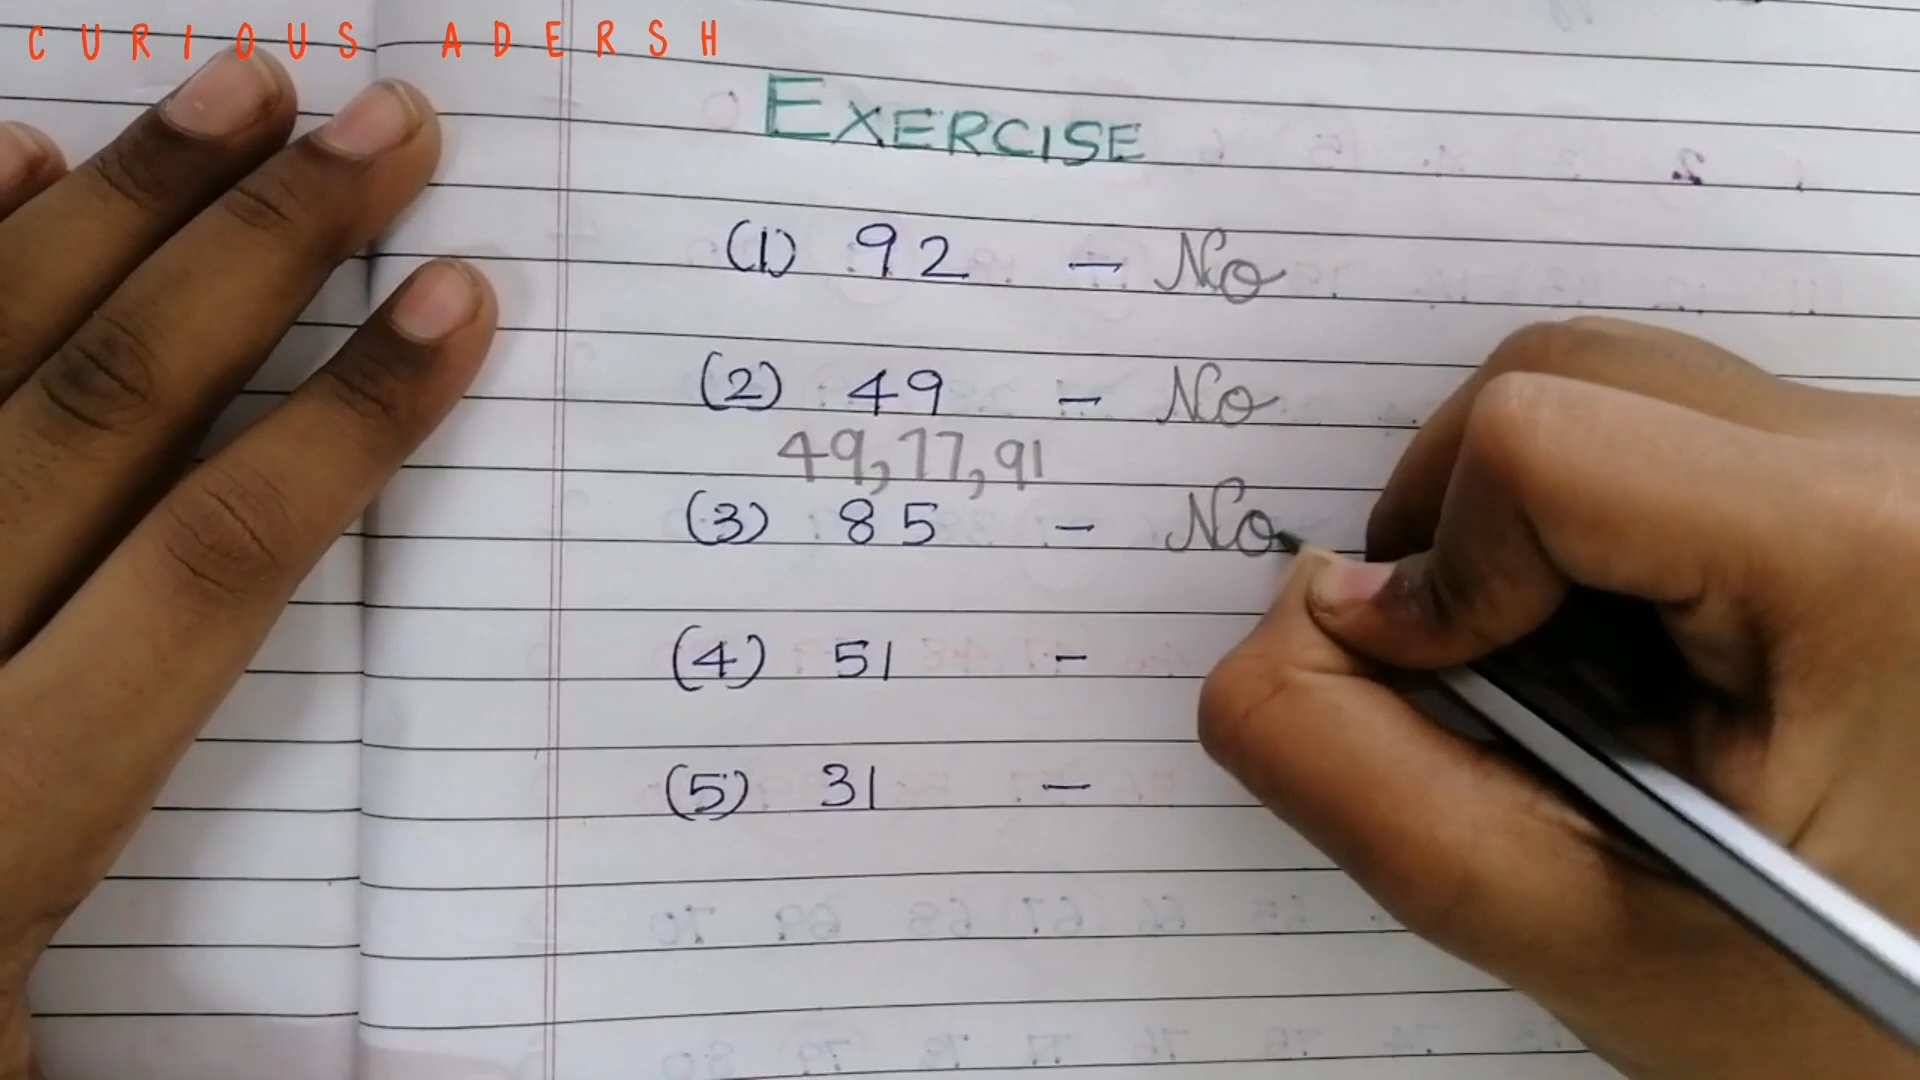 CURIOUS ADERSH
EXERCISE
(1) 92 - No
(2) 49 - No
49,77,91
(3) 85 - No
(4) 51 -
(5) 31 -